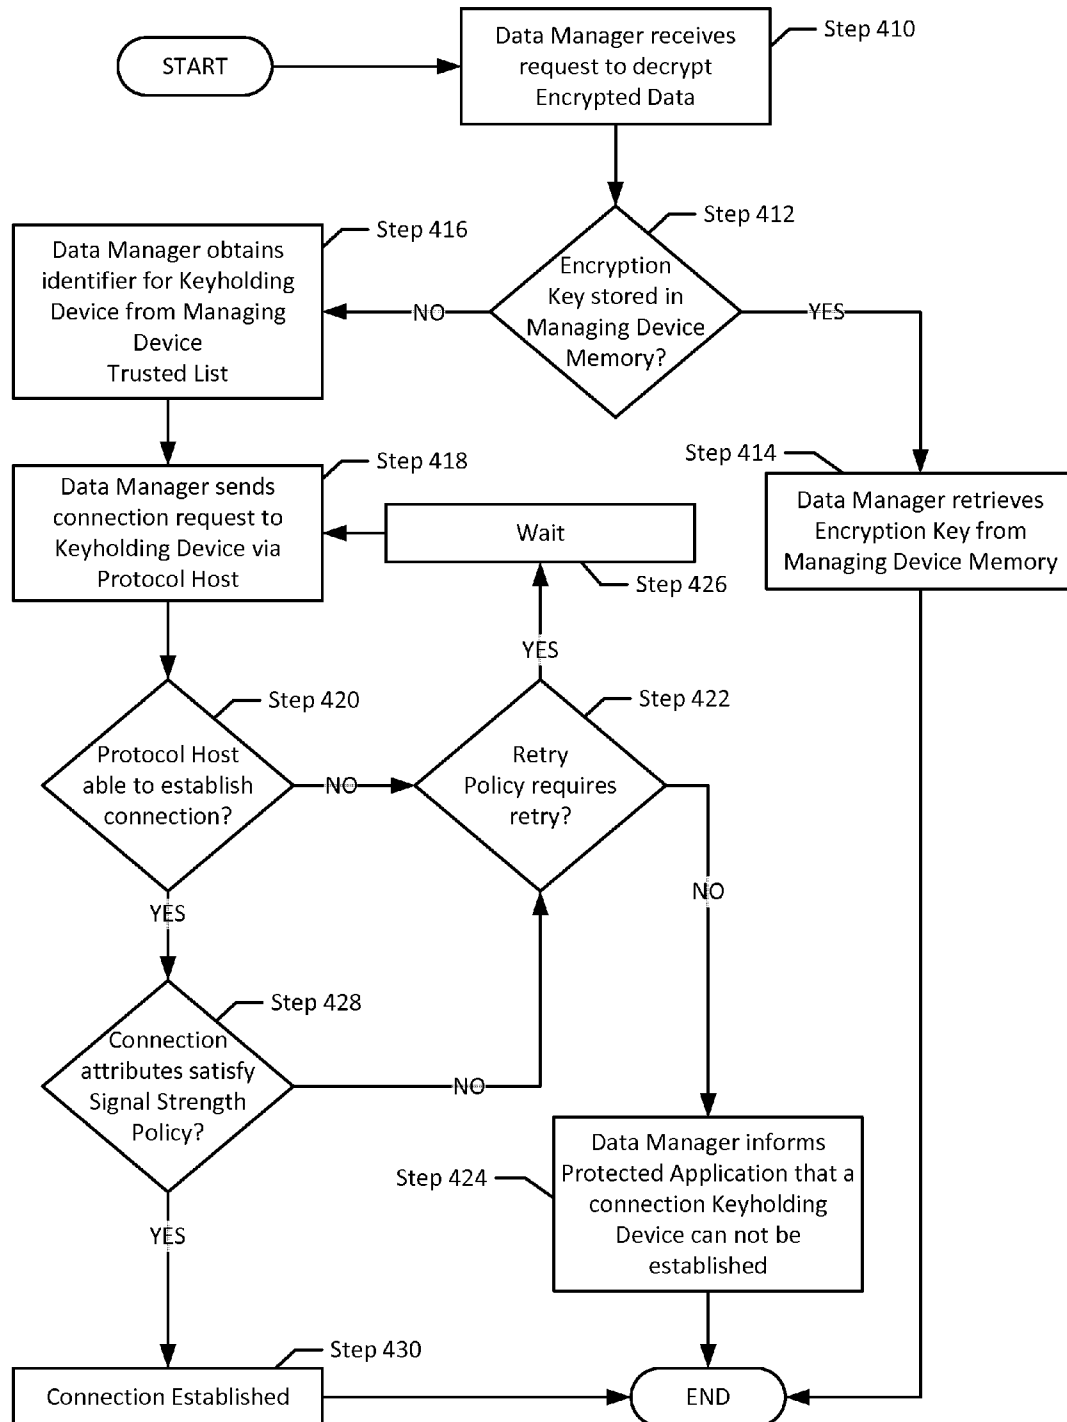 START
Data Manager receives
request to decrypt
Encrypted Data
Step 410
Step 412
Encryption
Key stored in
Managing Device
Memory?
NO
YES
Step 416
Data Manager obtains
identifier for Keyholding
Device from Managing
Device
Trusted List
Step 414
Data Manager retrieves
Encryption Key from
Managing Device Memory
Step 418
Data Manager sends
connection request to
Keyholding Device via
Protocol Host
Wait
Step 426
YES
Step 420
Protocol Host
able to establish
connection?
NO
Step 422
Retry
Policy requires
retry?
NO
YES
Step 428
Connection
attributes satisfy
Signal Strength
Policy?
NO
YES
Step 424
Data Manager informs
Protected Application that a
connection Keyholding
Device can not be
established
Step 430
Connection Established
END